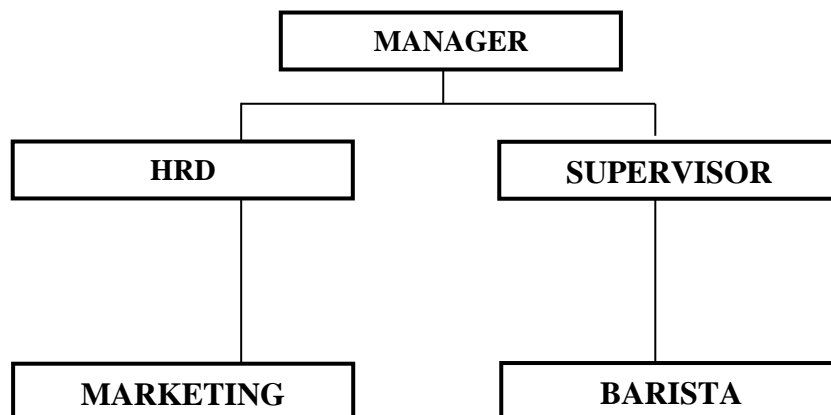 MANAGER
HRD
SUPERVISOR
MARKETING
BARISTA